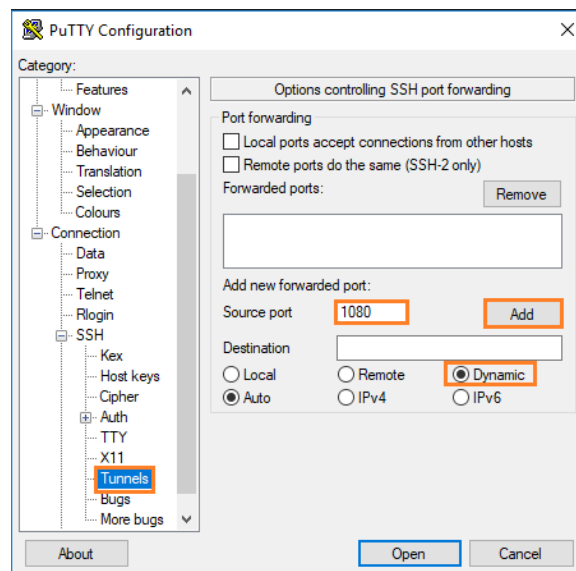 PuTTY Configuration
Category:
Features
Window
Appearance
Behaviour
Translation
Selection
Colours
Connection
Data
Proxy
Telnet
Rlogin
SSH
Kex
Host keys
Cipher
Auth
TTY
X11
Tunnels
Bugs
More bugs
Options controlling SSH port forwarding
Port forwarding
Local ports accept connections from other hosts
Remote ports do the same (SSH-2 only)
Forwarded ports:
Remove
Add new forwarded port:
Source port 1080 Add
Destination
Local Remote Dynamic
Auto IPv4 IPv6
About Open Cancel